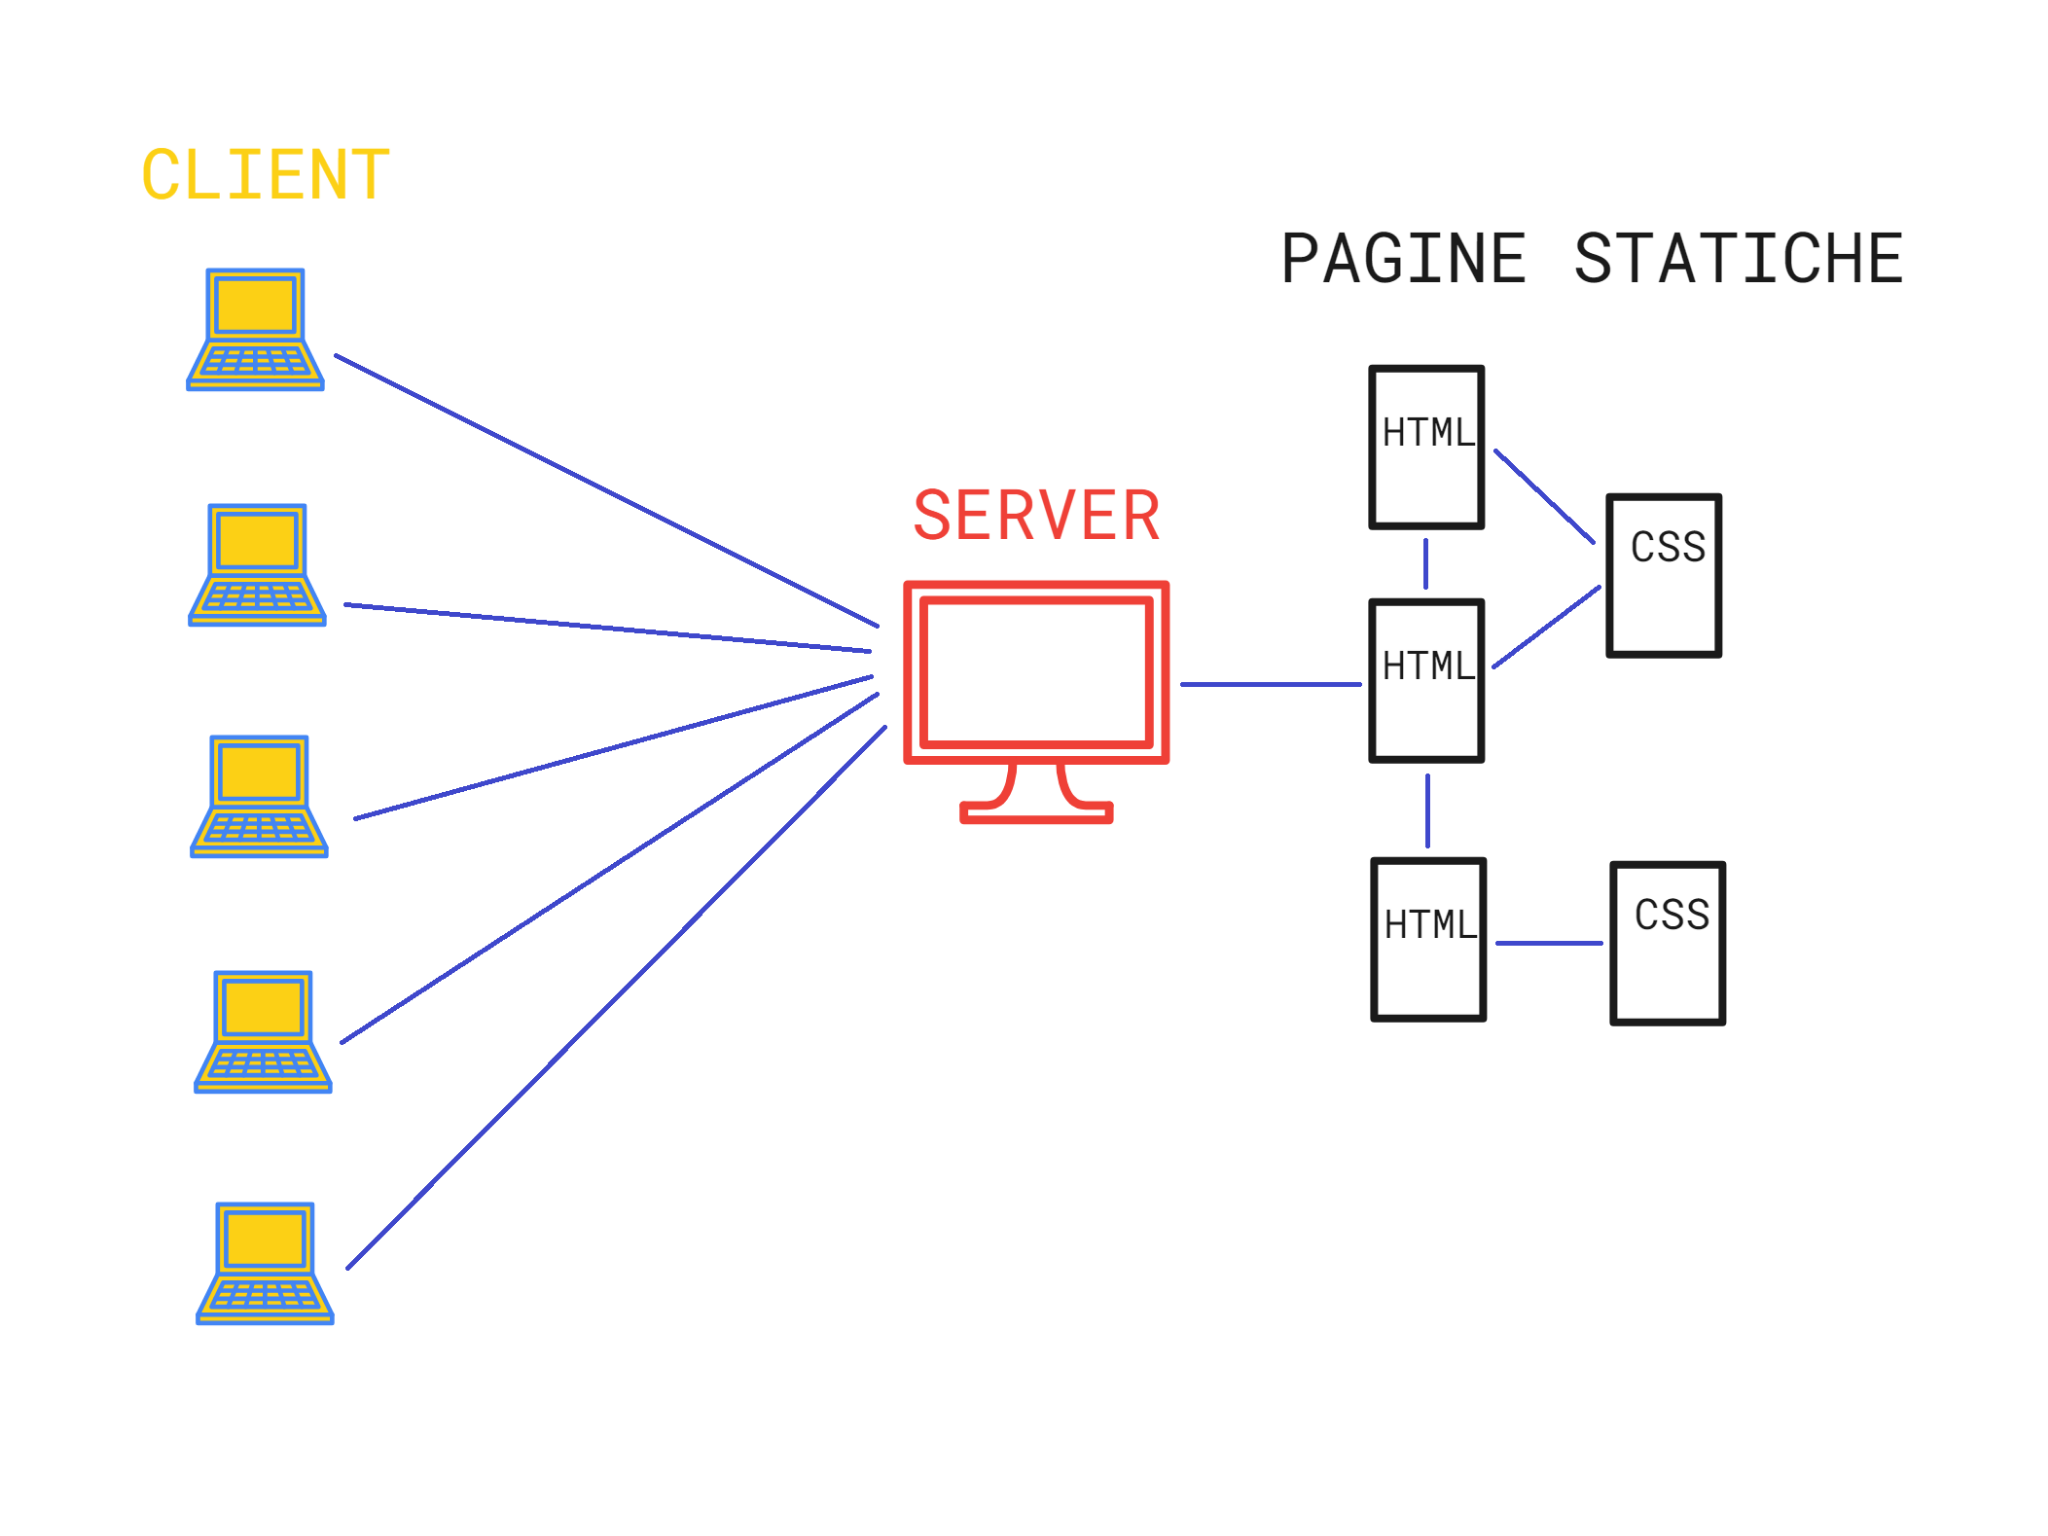 CLIENT
PAGINE STATICHE
SERVER
HTML
CSS
HTML
HTML
CSS